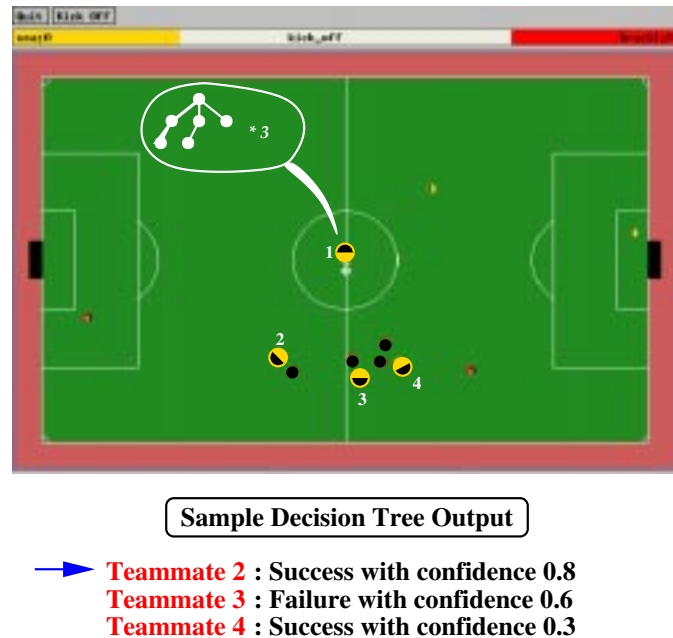 Quit Kick OFF
kick_off
* 3
1
2
3
4
Sample Decision Tree Output
Teammate 2 : Success with confidence 0.8
Teammate 3 : Failure with confidence 0.6
Teammate 4 : Success with confidence 0.3